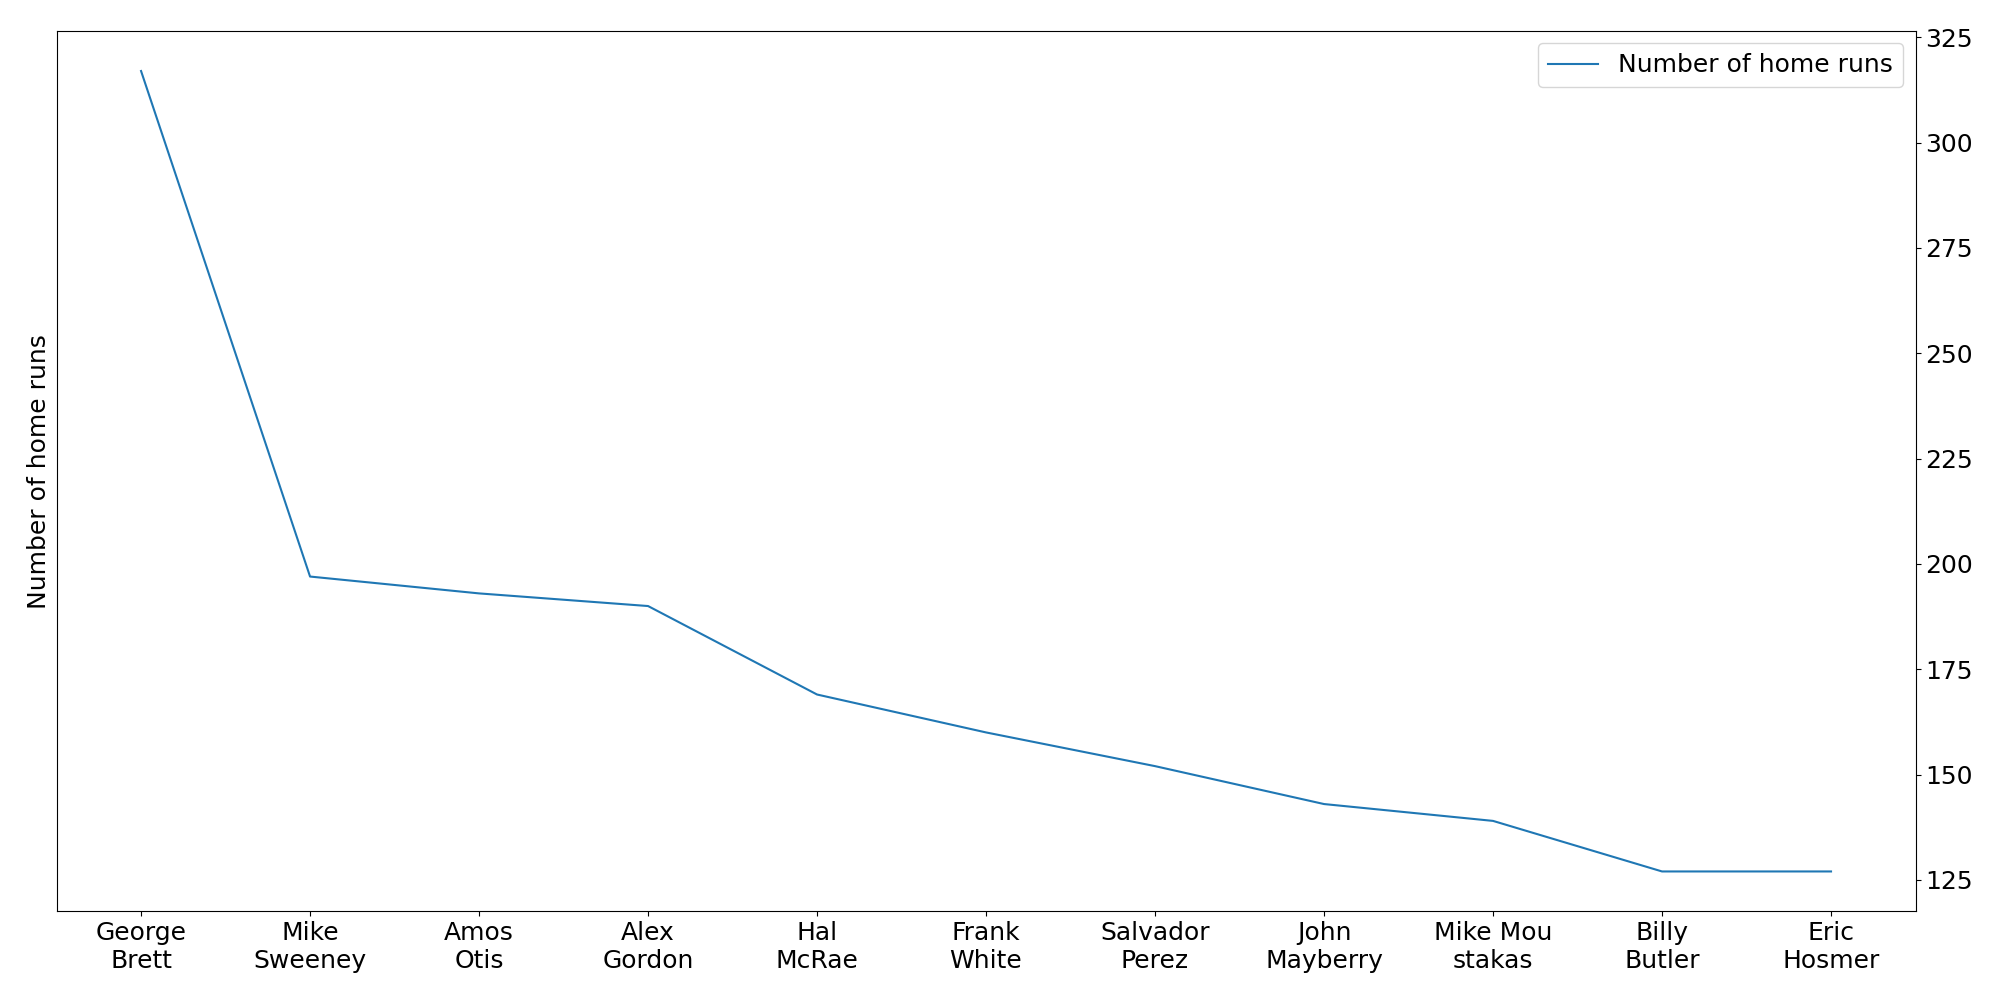 Number of home runs
325
300
275
250
225
200
175
150
125
Number of home runs
George
Brett
Mike
Sweeney
Amos
Otis
Alex
Gordon
Hal
McRae
Frank
White
Salvador
Perez
John
Mayberry
Mike Mou
stakas
Billy
Butler
Eric
Hosmer